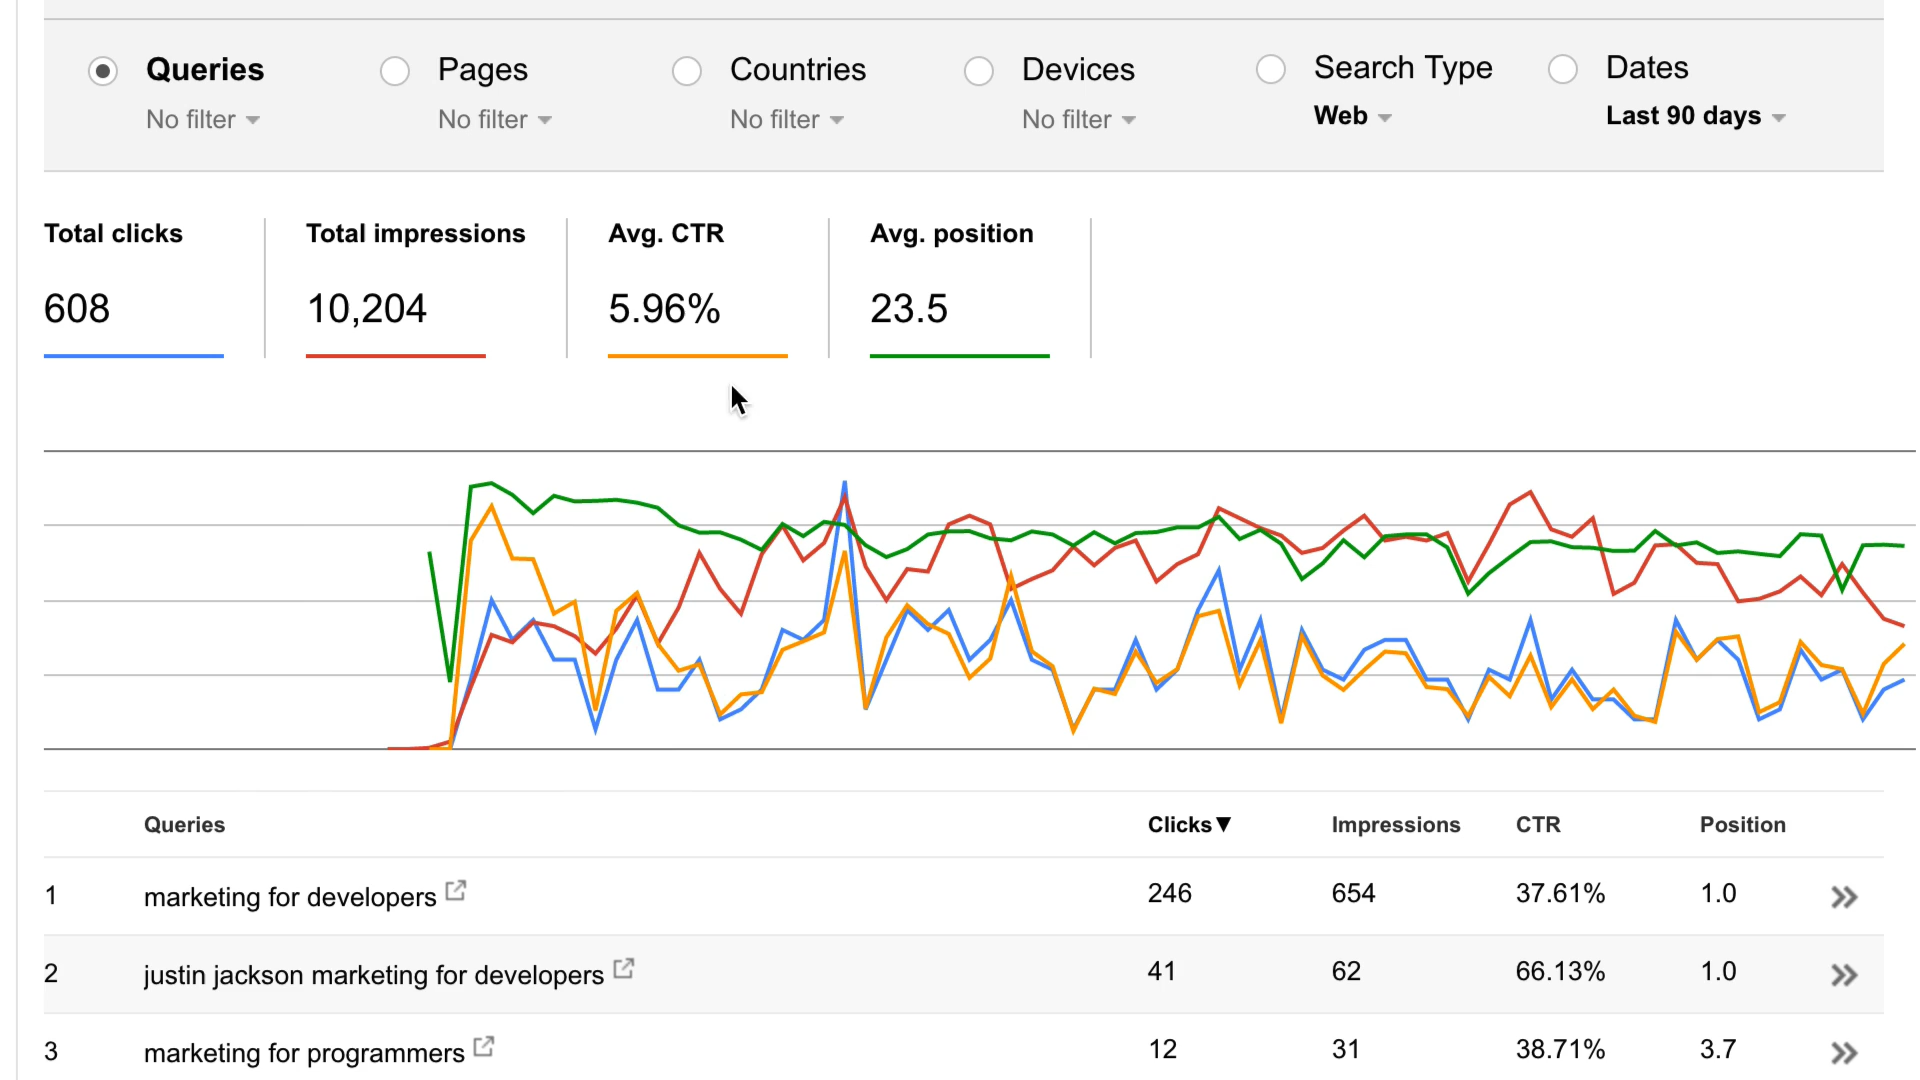 Queries Pages Countries Devices Search Type Dates
No filter No filter No filter No filter Web Last 90 days
Total clicks Total impressions Avg. CTR Avg. position
608 10,204 5.96% 23.5
Queries Clicks▼ Impressions CTR Position
1 marketing for developers 246 654 37.61% 1.0
2 justin jackson marketing for developers 41 62 66.13% 1.0
3 marketing for programmers 12 31 38.71% 3.7